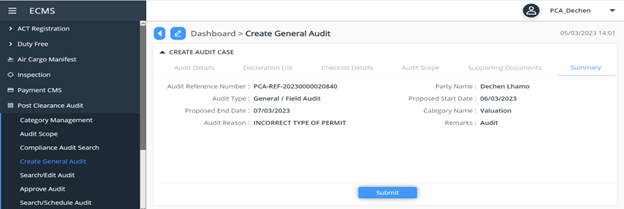 ECMS
PCA_Dechen
ACT Registration
Duty Free
Air Cargo Manifest
Inspection
Payment CMS
Post Clearance Audit
Category Management
Audit Scope
Compliance Audit Search
Create General Audit
Search/Edit Audit
Approve Audit
Search/Schedule Audit
Dashboard > Create General Audit
05/03/2023 14:01
CREATE AUDIT CASE
Audit Details Declaration List Checklist Details Audit Scope Supporting Documents Summary
Audit Reference Number : PCA-REF-20230000020840 Party Name : Dechen Lhamo
Audit Type : General / Field Audit Proposed Start Date : 06/03/2023
Proposed End Date : 07/03/2023 Category Name : Valuation
Audit Reason : INCORRECT TYPE OF PERMIT Remarks : Audit
Submit